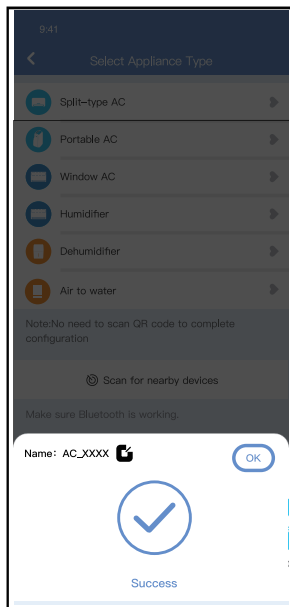 9:41
Select Appliance Type
Split-type AC
Portable AC
Window AC
Humidifier
Dehumidifier
Air to water
Note:No need to scan QR code to complete
configuration
Scan for nearby devices
Make sure Bluetooth is working.
Name: AC_XXXX
OK
Success